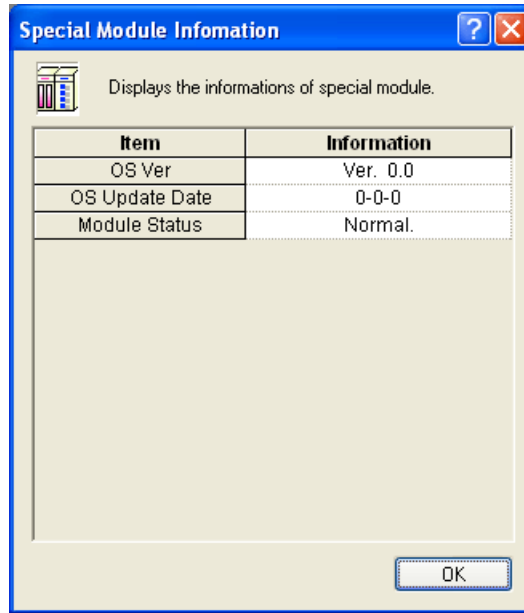 Special Module Infomation
Displays the informations of special module.
Item Information
OS Ver Ver. 0.0
OS Update Date 0-0-0
Module Status Normal.
OK